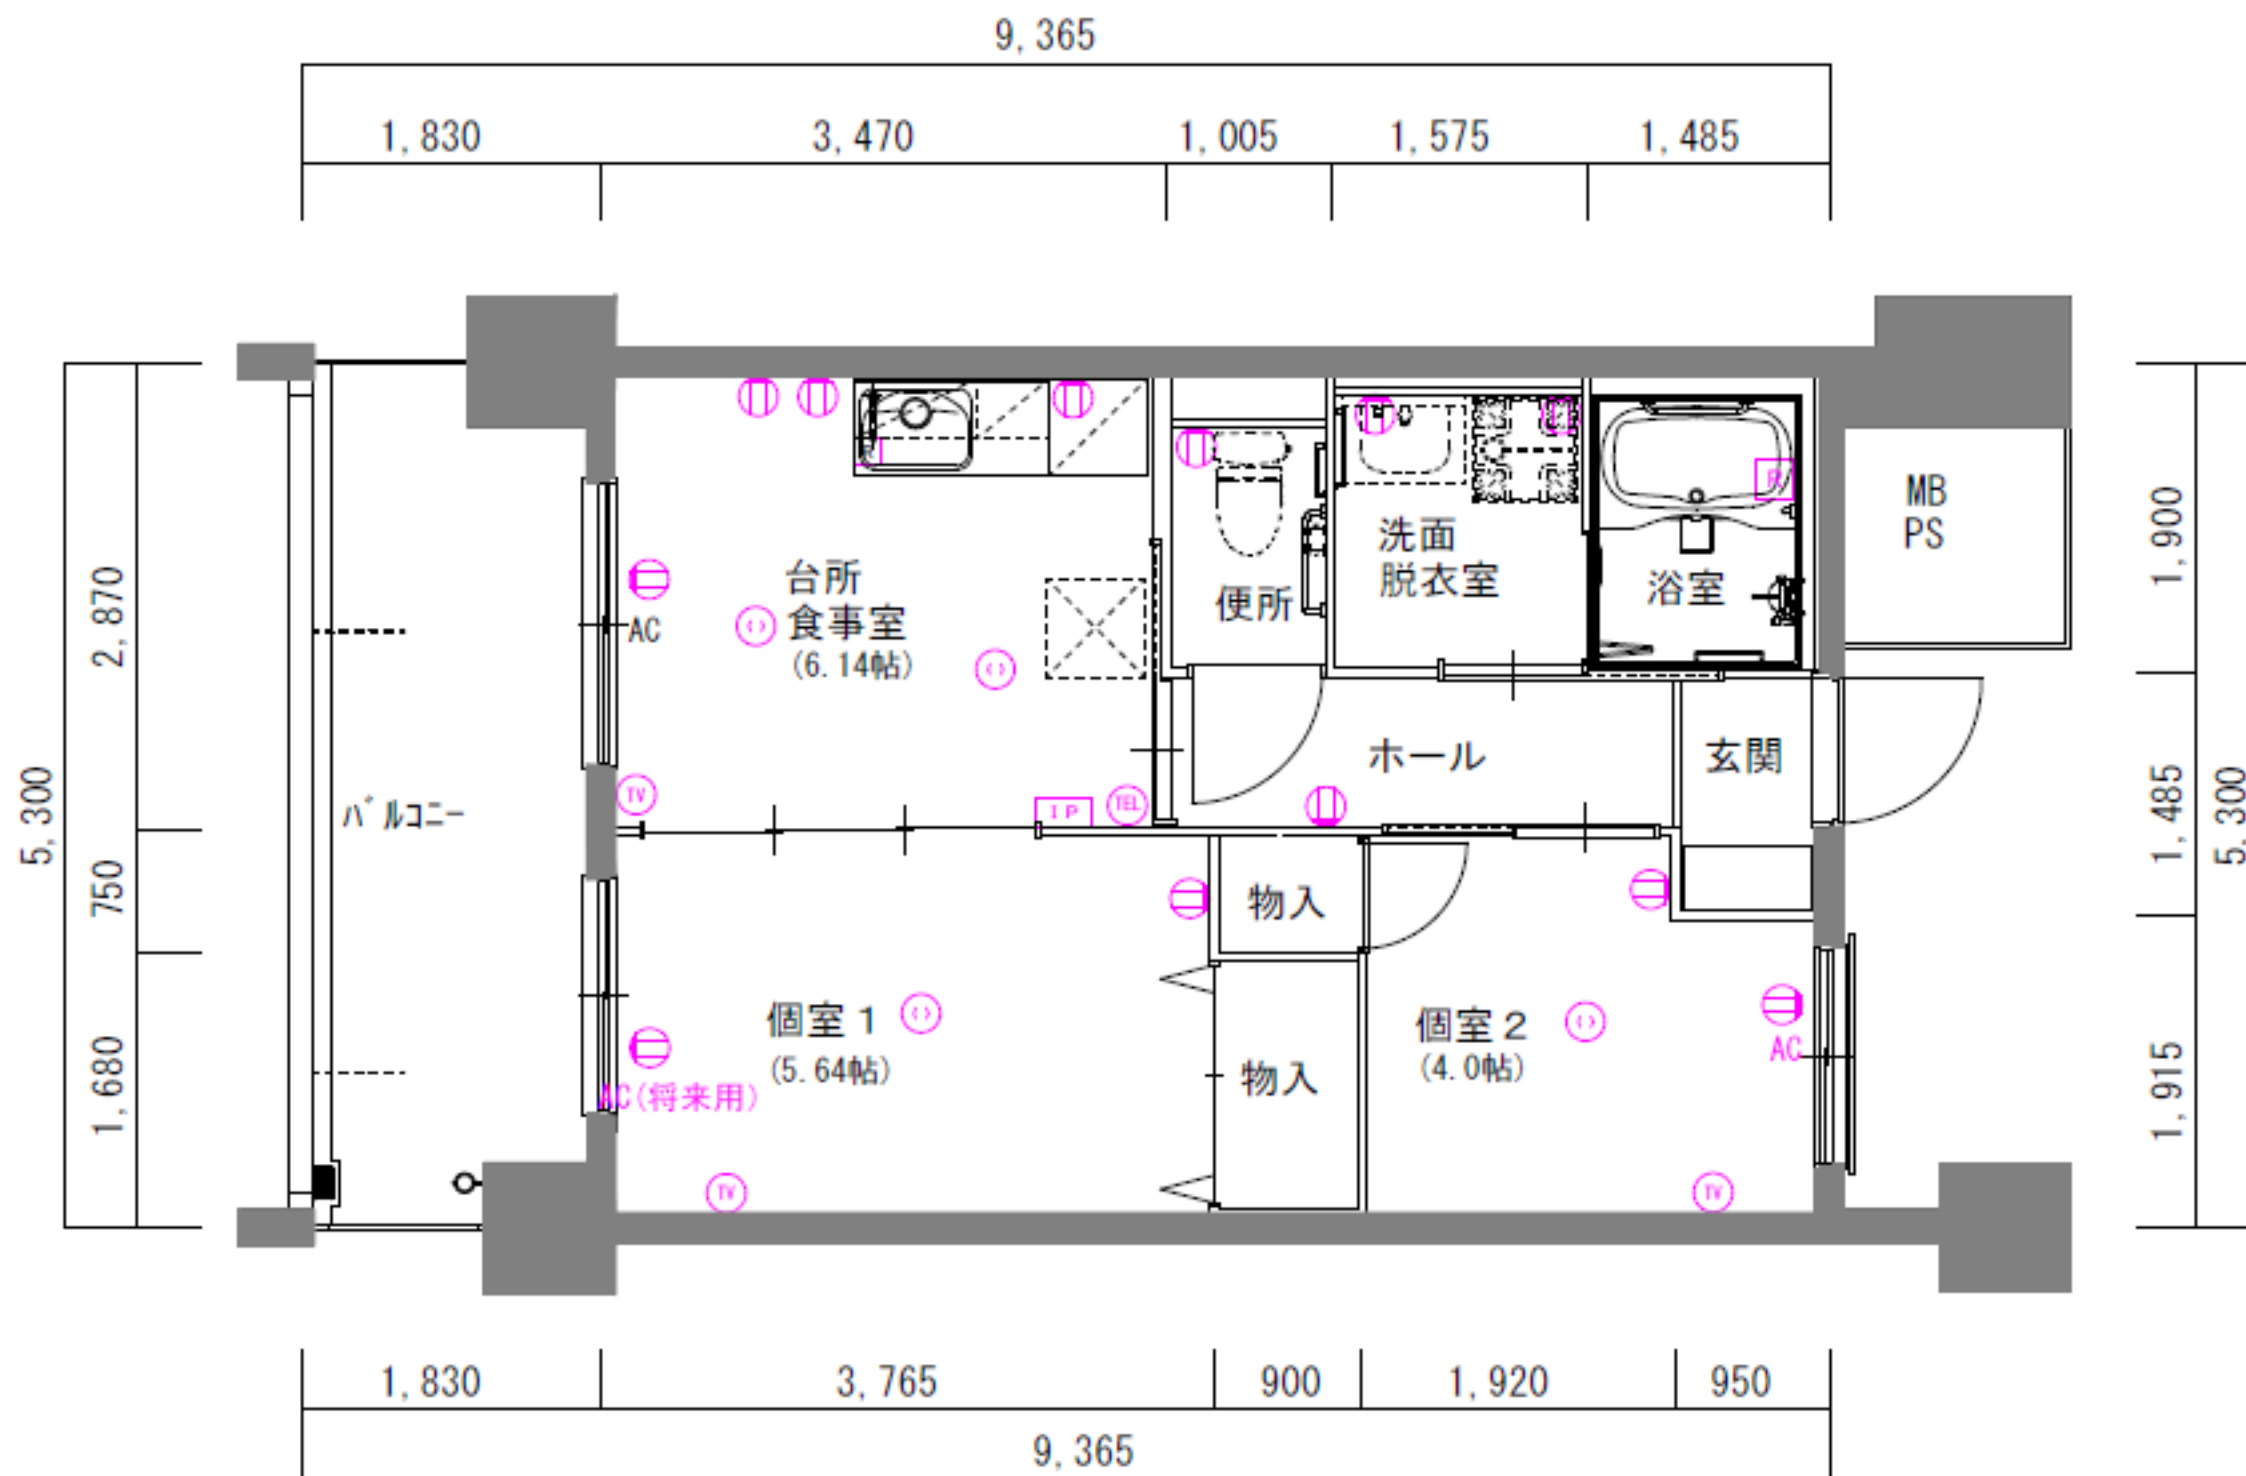 9,365
1,830
3,470
1,005
1,575
1,485
MB
PS
洗面
脱衣室
浴室
便所
台所
食事室
(6.14帖)
AC
R
ホール
玄関
TV
IP
TEL
バルコニー
物入
個室1
(5.64帖)
AC(将来用)
物入
個室2
(4.0帖)
AC
TV
TV
5,300
2,870
750
1,680
1,900
1,485
1,915
5,300
1,830
3,765
900
1,920
950
9,365